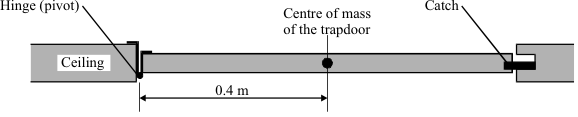 Hinge (pivot)
Centre of mass
of the trapdoor
Catch
Ceiling
0.4 m